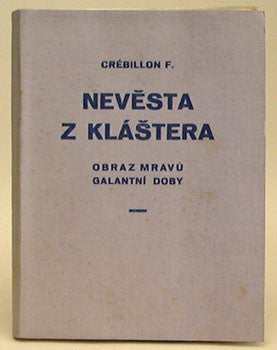 CRÉBILLON F.
NEVĚSTA
Z KLÁŠTERA
OBRAZ MRAVŮ
GALANTNÍ DOBY